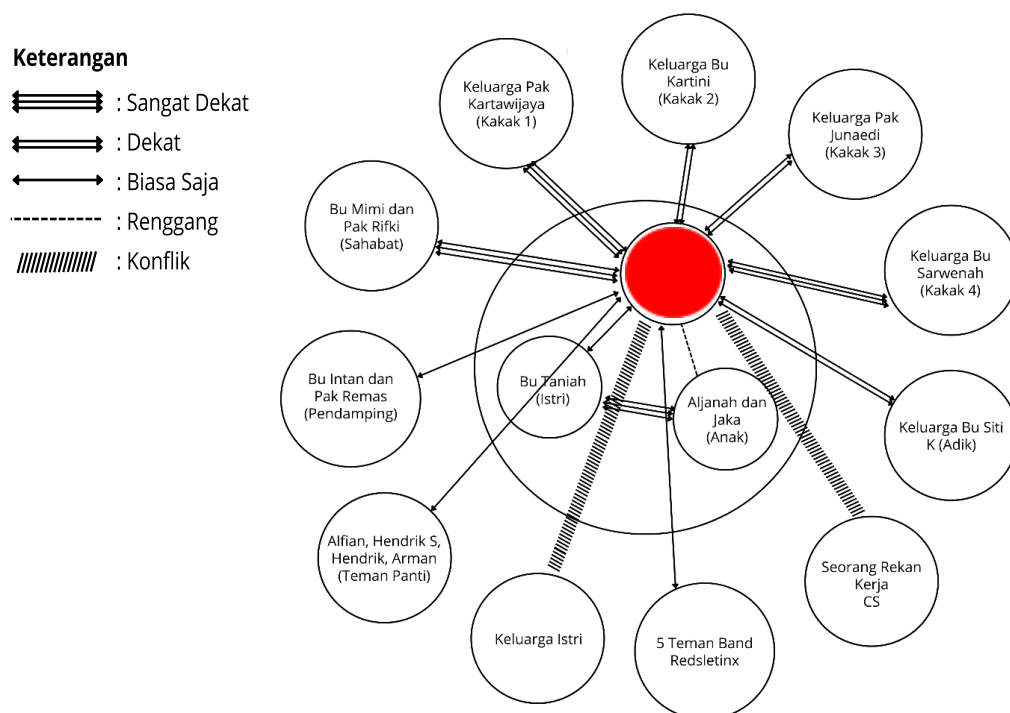 Keterangan
: Sangat Dekat
: Dekat
: Biasa Saja
: Renggang
: Konflik
Keluarga Pak
Kartawijaya
(Kakak 1)
Keluarga Bu
Kartini
(Kakak 2)
Keluarga Pak
Junaedi
(Kakak 3)
Bu Mimi dan
Pak Rifki
(Sahabat)
Keluarga Bu
Sarwenah
(Kakak 4)
Bu Intan dan
Pak Remas
(Pendamping)
Bu Taniah
(Istri)
Aljanah dan
Jaka
(Anak)
Keluarga Bu Siti
K (Adik)
Alfian, Hendrik S,
Hendrik, Arman
(Teman Panti)
Keluarga Istri
5 Teman Band
Redsletinx
Seorang Rekan
Kerja
CS